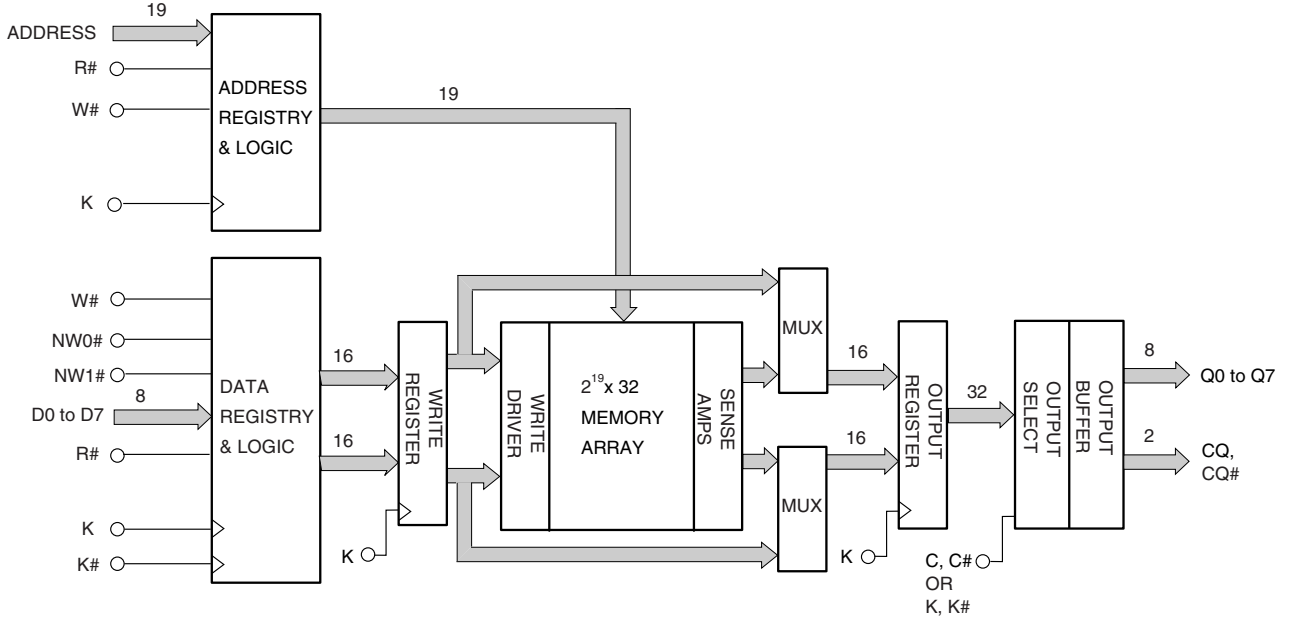 19
ADDRESS
R#
W#
K
ADDRESS
REGISTRY
& LOGIC
19
W#
NW0#
NW1#
D0 to D7
8
R#
K
K#
DATA
REGISTRY
& LOGIC
16
16
WRITE
REGISTER
K
WRITE
DRIVER
2^19 x 32
MEMORY
ARRAY
SENSE
AMPS
MUX
MUX
16
16
OUTPUT
REGISTER
K
32
OUTPUT
SELECT
OUTPUT
BUFFER
C, C#
OR
K, K#
8
Q0 to Q7
2
CQ,
CQ#